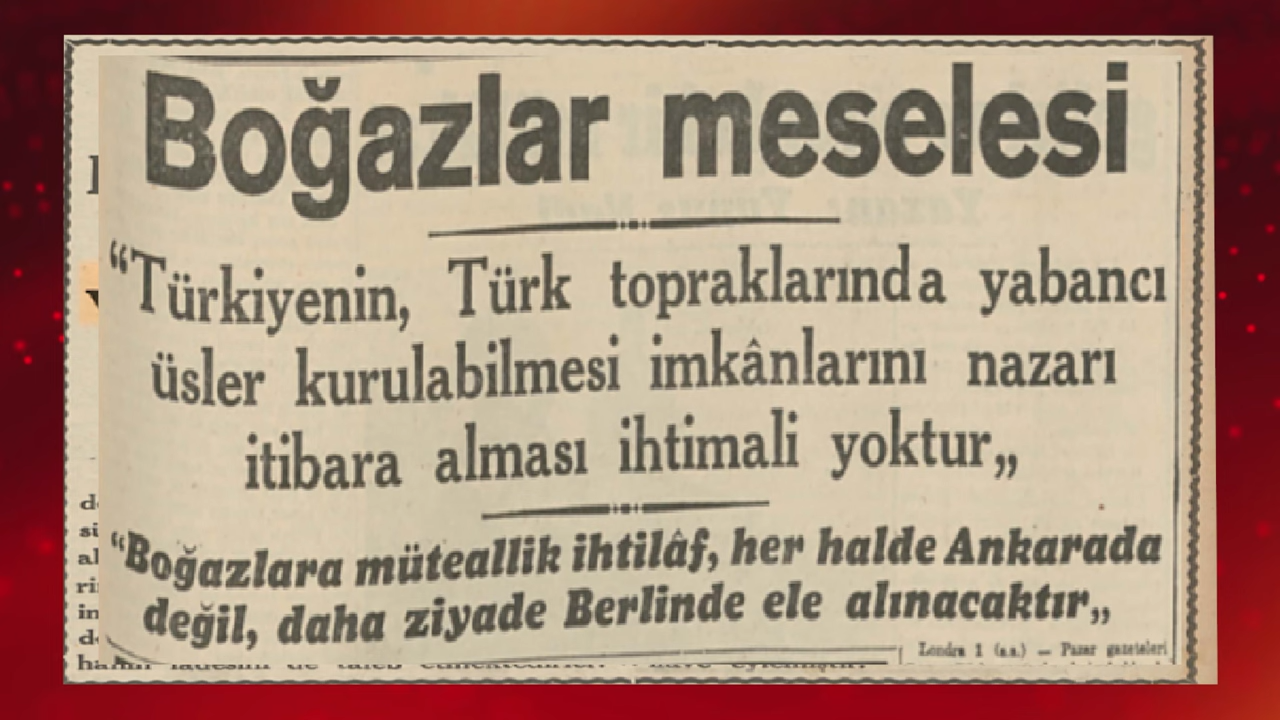 Boğazlar meselesi
“Türkiyenin, Türk topraklarında yabancı
üsler kurulabilmesi imkânlarını nazarı
itibara alması ihtimali yoktur„
“Boğazlara müteallik ihtilâf, her halde Ankarada
değil, daha ziyade Berlinde ele alınacaktır„
Londra 1 (a.a.) — Pazar gazeteleri